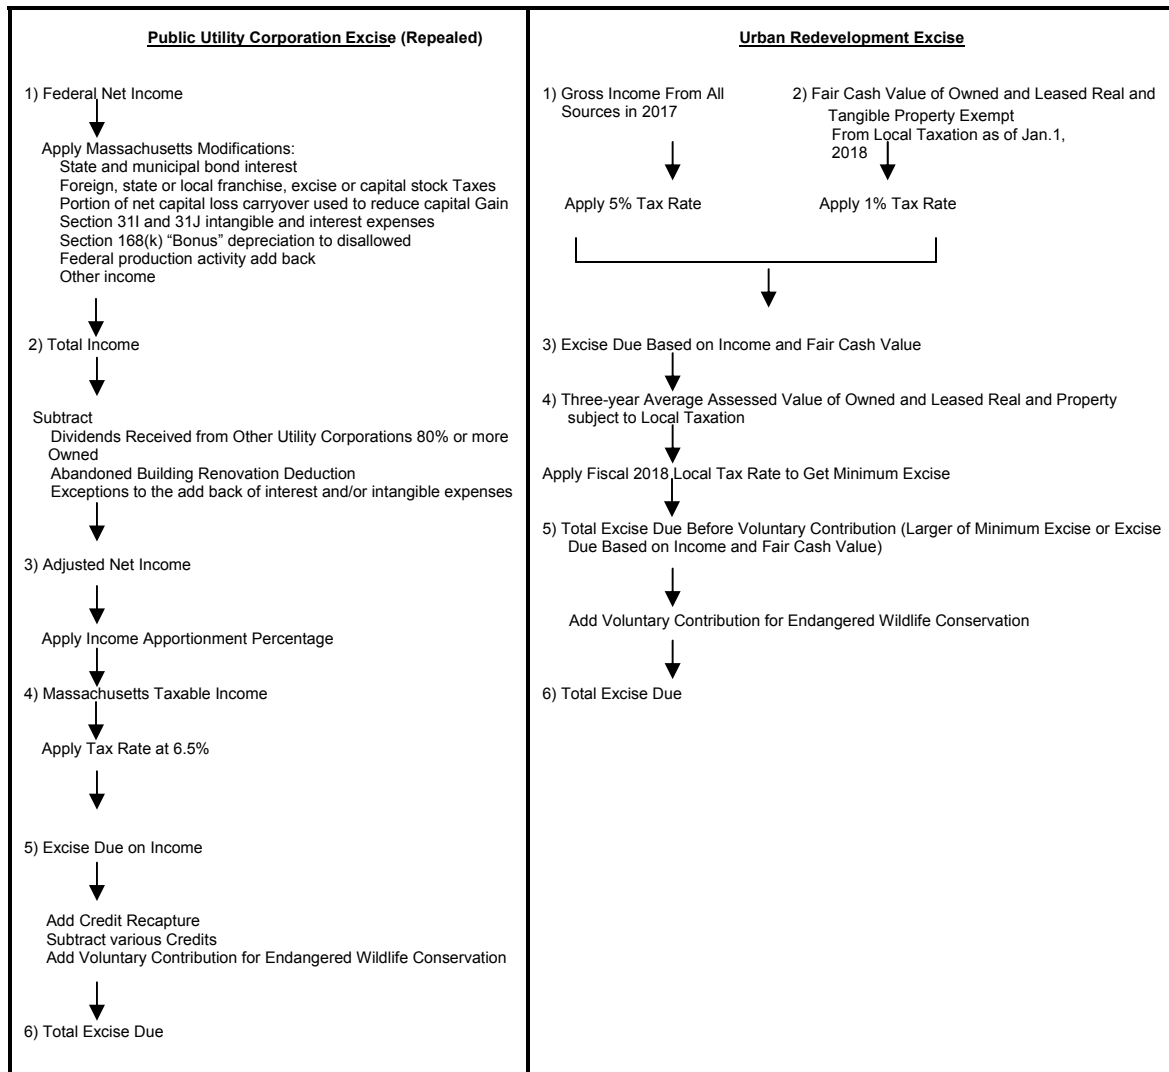 Public Utility Corporation Excise (Repealed)
1) Federal Net Income
Apply Massachusetts Modifications:
State and municipal bond interest
Foreign, state or local franchise, excise or capital stock Taxes
Portion of net capital loss carryover used to reduce capital Gain
Section 31I and 31J intangible and interest expenses
Section 168(k) “Bonus” depreciation to disallowed
Federal production activity add back
Other income
2) Total Income
Subtract
Dividends Received from Other Utility Corporations 80% or more
Owned
Abandoned Building Renovation Deduction
Exceptions to the add back of interest and/or intangible expenses
3) Adjusted Net Income
Apply Income Apportionment Percentage
4) Massachusetts Taxable Income
Apply Tax Rate at 6.5%
5) Excise Due on Income
Add Credit Recapture
Subtract various Credits
Add Voluntary Contribution for Endangered Wildlife Conservation
6) Total Excise Due
Urban Redevelopment Excise
1) Gross Income From All
Sources in 2017
2) Fair Cash Value of Owned and Leased Real and
Tangible Property Exempt
From Local Taxation as of Jan.1,
2018
Apply 5% Tax Rate
Apply 1% Tax Rate
3) Excise Due Based on Income and Fair Cash Value
4) Three-year Average Assessed Value of Owned and Leased Real and Property
subject to Local Taxation
Apply Fiscal 2018 Local Tax Rate to Get Minimum Excise
5) Total Excise Due Before Voluntary Contribution (Larger of Minimum Excise or Excise
Due Based on Income and Fair Cash Value)
Add Voluntary Contribution for Endangered Wildlife Conservation
6) Total Excise Due